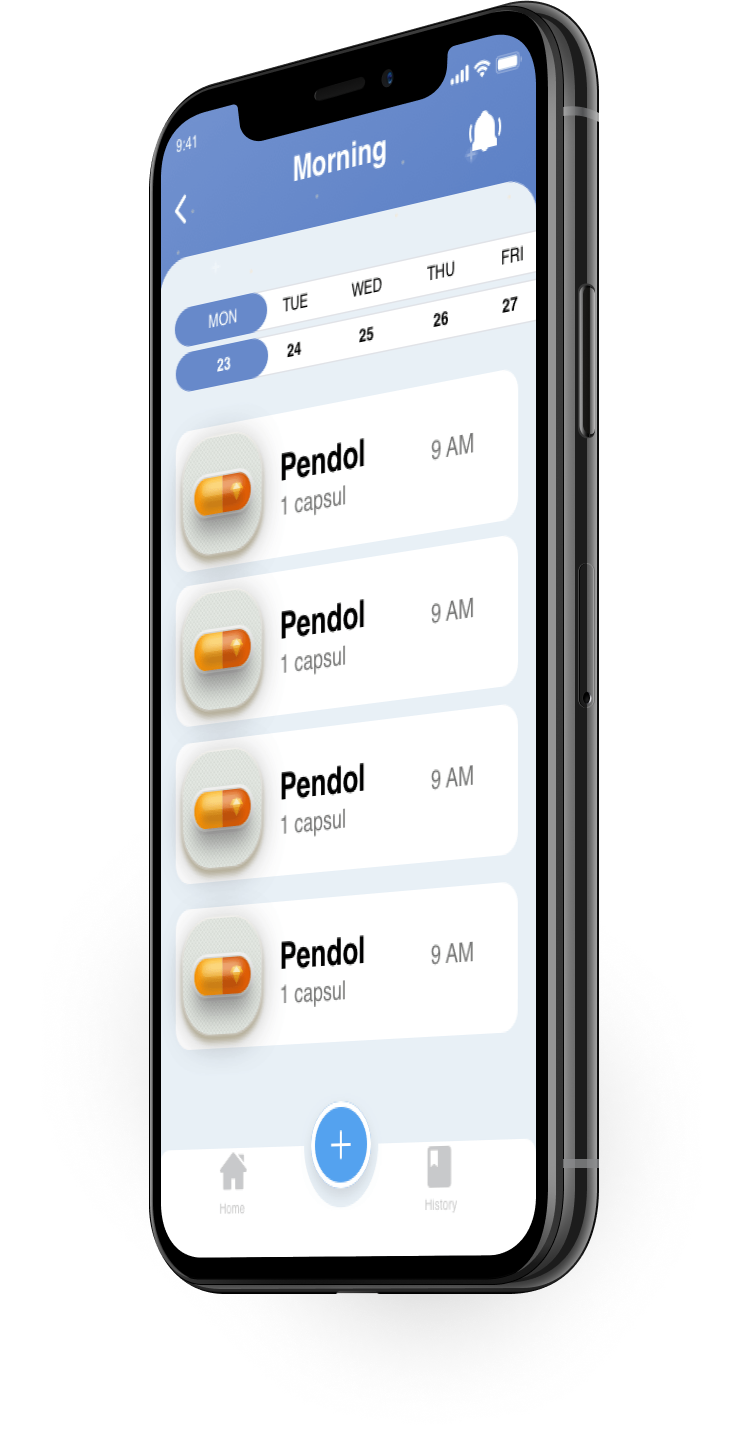 9:41
Morning
MON TUE WED THU FRI
23 24 25 26 27
Pendol 9 AM
1 capsul
Pendol 9 AM
1 capsul
Pendol 9 AM
1 capsul
Pendol 9 AM
1 capsul
Home History